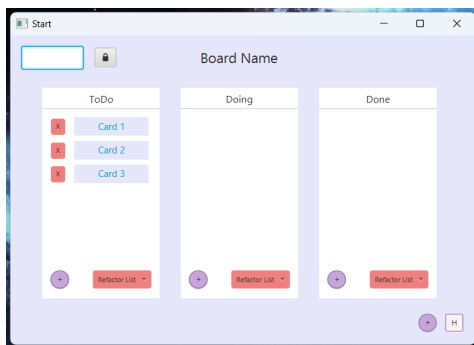 Start
Board Name
ToDo Doing Done
X Card 1
X Card 2
X Card 3
+ Refactor List + Refactor List + Refactor List
+ H